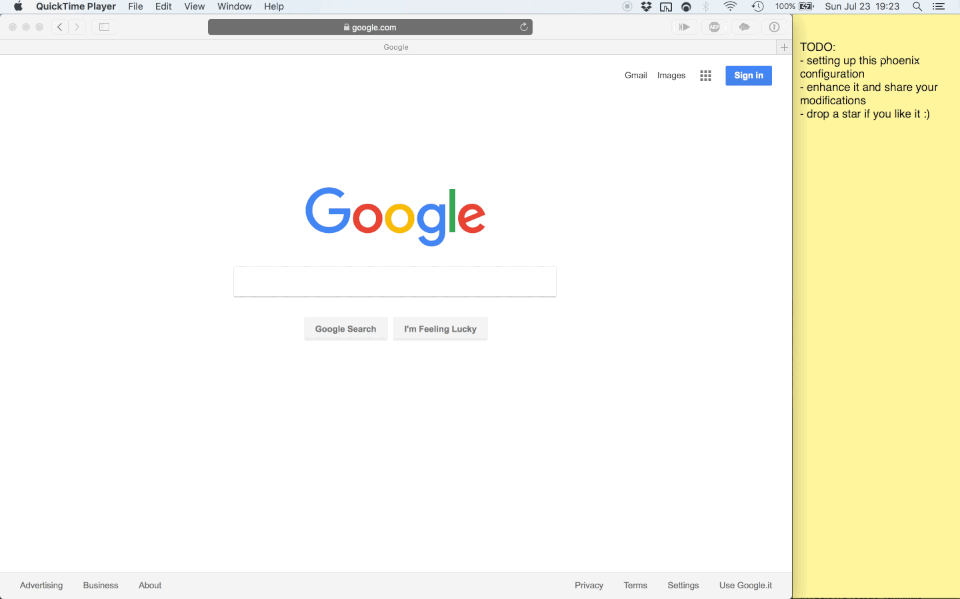 QuickTime Player File Edit View Window Help 100% Sun Jul 23 19:23
google.com
Google
Gmail Images Sign in
Google
Google Search I'm Feeling Lucky
Advertising Business About Privacy Terms Settings Use Google.it
TODO:
- setting up this phoenix
configuration
- enhance it and share your
modifications
- drop a star if you like it :)